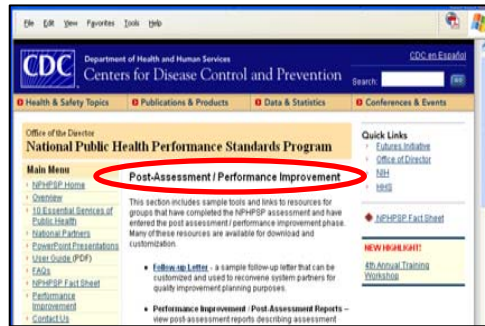 File Edit View Favorites Tools Help
CDC
Department of Health and Human Services
Centers for Disease Control and Prevention
CDC en Español
Search:
Health & Safety Topics
Publications & Products
Data & Statistics
Conferences & Events
Office of the Director
National Public Health Performance Standards Program
Main Menu
NPHPSP Home
Overview
10 Essential Services of
Public Health
National Partners
PowerPoint Presentations
User Guide (PDF)
FAQs
NPHPSP Fact Sheet
Performance
Improvement
Contact Us
Post-Assessment / Performance Improvement
This section includes sample tools and links to resources for
groups that have completed the NPHPSP assessment and have
entered the post assessment / performance improvement phase.
Many of these resources are available for download and
customization.
Follow-up Letter - a sample follow-up letter that can be
customized and used to reconvene system partners for
quality improvement planning purposes.
Performance Improvement / Post-Assessment Reports –
view post-assessment reports describing assessment
Quick Links
Futures Initiative
Office of Director
NIH
HHS
NPHPSP Fact Sheet
NEW HIGHLIGHT!
4th Annual Training
Workshop